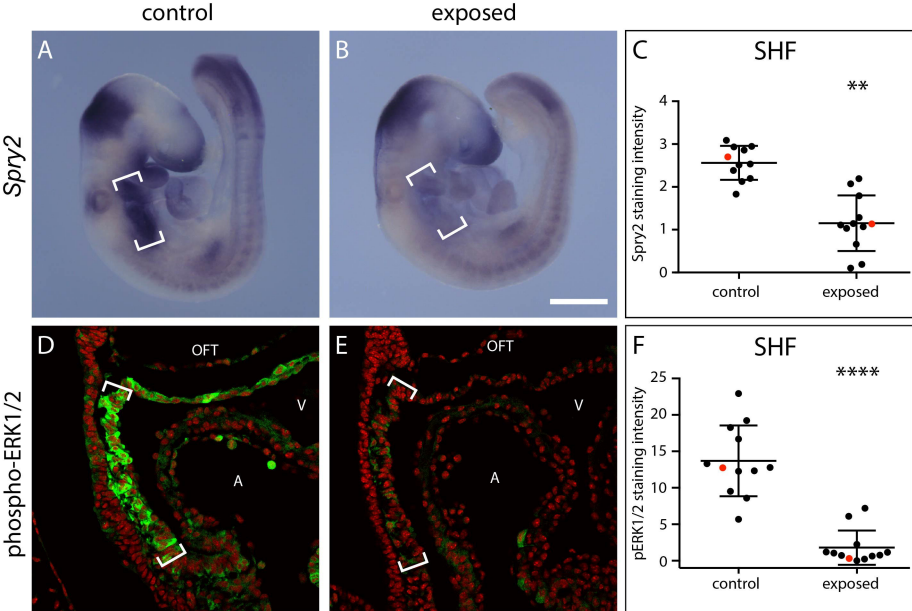 control
exposed
Spry2
A
B
C
SHF
**
Spry2 staining intensity
4
3
2
1
0
control
exposed
phospho-ERK1/2
D
OFT
V
A
E
OFT
V
A
F
SHF
****
pERK1/2 staining intensity
25
20
15
10
5
0
control
exposed